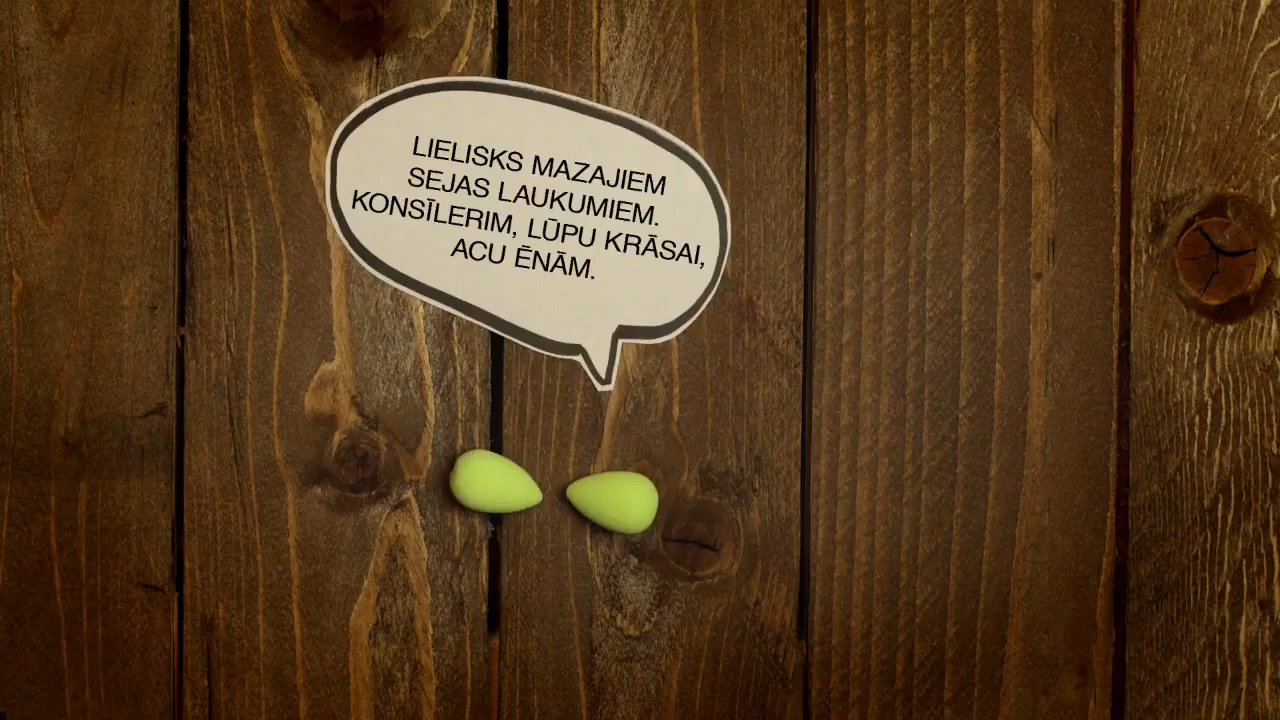 LIELISKS MAZAJIEM
SEJAS LAUKUMIEM.
KONSĪLERIM, LŪPU KRĀSAI,
ACU ĒNĀM.